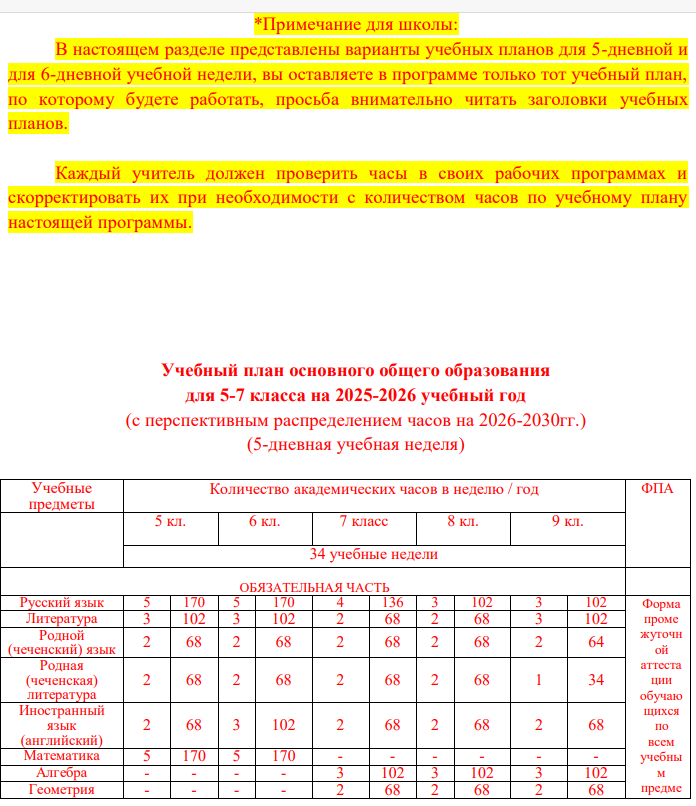 *Примечание для школы:
В настоящем разделе представлены варианты учебных планов для 5-дневной и
для 6-дневной учебной недели, вы оставляете в программе только тот учебный план,
по которому будете работать, просьба внимательно читать заголовки учебных
планов.
Каждый учитель должен проверить часы в своих рабочих программах и
скорректировать их при необходимости с количеством часов по учебному плану
настоящей программы.
Учебный план основного общего образования
для 5-7 класса на 2025-2026 учебный год
(с перспективным распределением часов на 2026-2030гг.)
(5-дневная учебная неделя)
Учебные
предметы
Количество академических часов в неделю / год
ФПА
5 кл. 6 кл. 7 класс 8 кл. 9 кл.
34 учебные недели
ОБЯЗАТЕЛЬНАЯ ЧАСТЬ
Русский язык 5 170 5 170 4 136 3 102 3 102
Литература 3 102 3 102 2 68 2 68 3 102
Родной
(чеченский) язык 2 68 2 68 2 68 2 68 2 64
Родная
(чеченская)
литература 2 68 2 68 2 68 2 68 1 34
Иностранный
язык
(английский) 2 68 3 102 2 68 2 68 2 68
Математика 5 170 5 170 - - - - - -
Алгебра - - - - 3 102 3 102 3 102
Геометрия - - - - 2 68 2 68 2 68
Форма
проме
жуточн
ой
аттеста
ции
обучаю
щихся
по
всем
учебны
м
предме